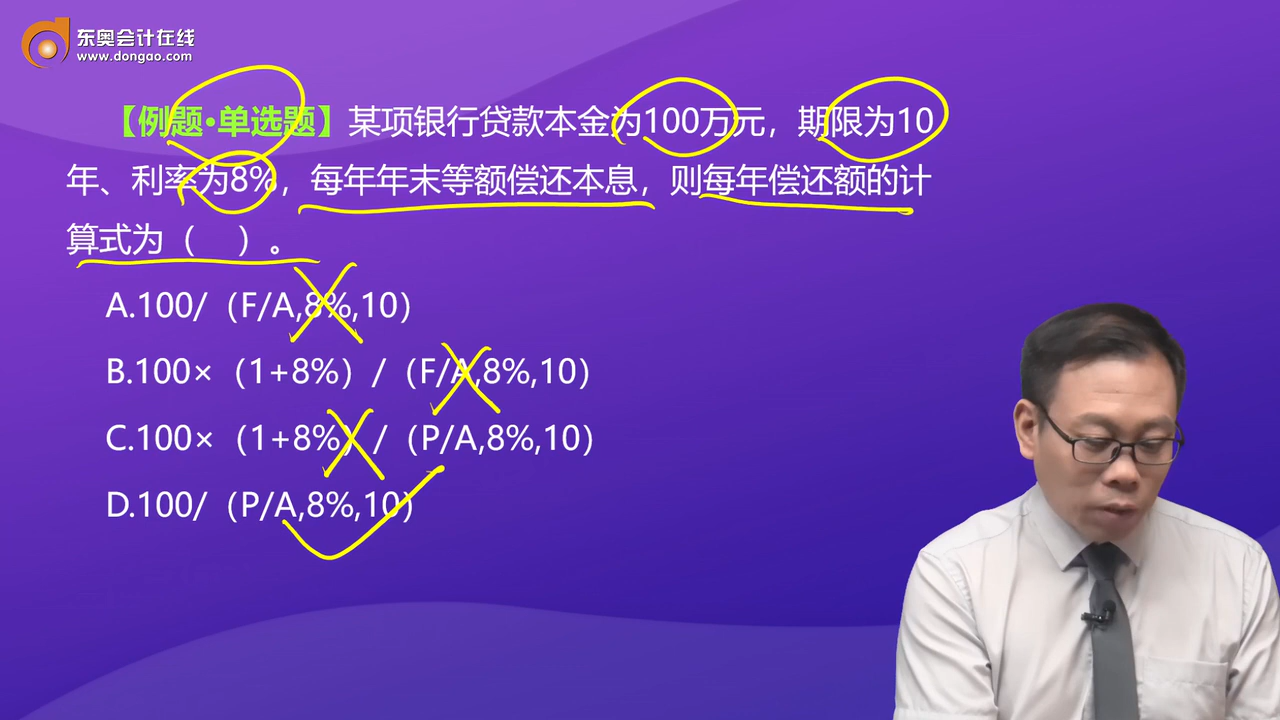 东奥会计在线
www.dongao.com
【例题·单选题】某项银行贷款本金为100万元，期限为10
年、利率为8%，每年年末等额偿还本息，则每年偿还额的计
算式为（　）。
A.100/（F/A,8%,10）
B.100×（1+8%）/（F/A,8%,10）
C.100×（1+8%）/（P/A,8%,10）
D.100/（P/A,8%,10）